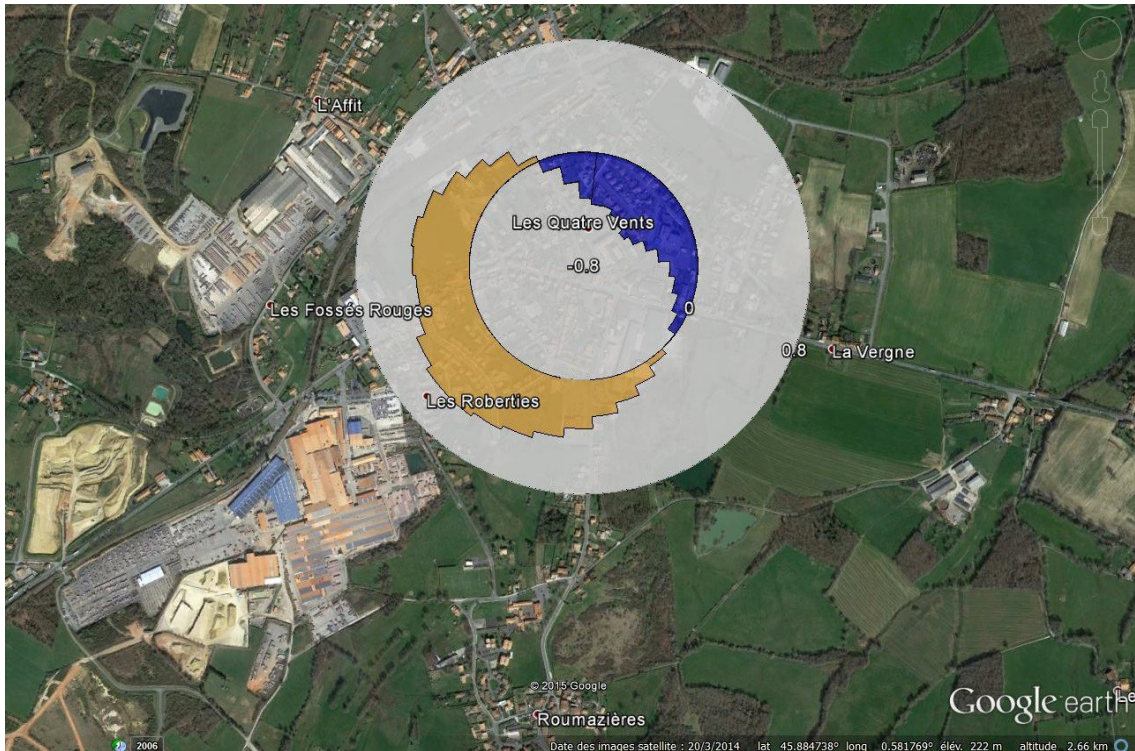 L'Affit
Les Quatre Vents
-0.8
Les Fossés Rouges
0
0.8
La Vergne
Les Roberties
© 2015 Google
Google earth
Le
Roumazières
2006
Date des images satellite : 20/3/2014 lat 45.884738° long 0.581769° élév. 222 m altitude 2.66 km